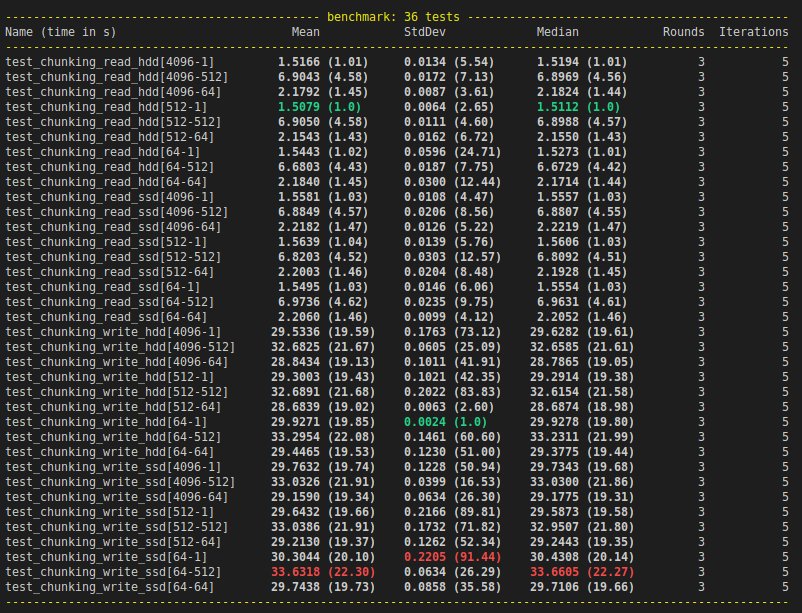 benchmark: 36 tests
Name (time in s) Mean StdDev Median Rounds Iterations
test_chunking_read_hdd[4096-1] 1.5166 (1.01) 0.0134 (5.54) 1.5194 (1.01) 3 5
test_chunking_read_hdd[4096-512] 6.9043 (4.58) 0.0172 (7.13) 6.8969 (4.56) 3 5
test_chunking_read_hdd[4096-64] 2.1792 (1.45) 0.0087 (3.61) 2.1824 (1.44) 3 5
test_chunking_read_hdd[512-1] 1.5079 (1.0) 0.0064 (2.65) 1.5112 (1.0) 3 5
test_chunking_read_hdd[512-512] 6.9050 (4.58) 0.0111 (4.60) 6.8988 (4.57) 3 5
test_chunking_read_hdd[512-64] 2.1543 (1.43) 0.0162 (6.72) 2.1550 (1.43) 3 5
test_chunking_read_hdd[64-1] 1.5443 (1.02) 0.0596 (24.71) 1.5273 (1.01) 3 5
test_chunking_read_hdd[64-512] 6.6803 (4.43) 0.0187 (7.75) 6.6729 (4.42) 3 5
test_chunking_read_hdd[64-64] 2.1840 (1.45) 0.0300 (12.44) 2.1714 (1.44) 3 5
test_chunking_read_ssd[4096-1] 1.5581 (1.03) 0.0108 (4.47) 1.5557 (1.03) 3 5
test_chunking_read_ssd[4096-512] 6.8849 (4.57) 0.0206 (8.56) 6.8807 (4.55) 3 5
test_chunking_read_ssd[4096-64] 2.2182 (1.47) 0.0126 (5.22) 2.2219 (1.47) 3 5
test_chunking_read_ssd[512-1] 1.5639 (1.04) 0.0139 (5.76) 1.5606 (1.03) 3 5
test_chunking_read_ssd[512-512] 6.8203 (4.52) 0.0303 (12.57) 6.8092 (4.51) 3 5
test_chunking_read_ssd[512-64] 2.2003 (1.46) 0.0204 (8.48) 2.1928 (1.45) 3 5
test_chunking_read_ssd[64-1] 1.5495 (1.03) 0.0146 (6.06) 1.5554 (1.03) 3 5
test_chunking_read_ssd[64-512] 6.9736 (4.62) 0.0235 (9.75) 6.9631 (4.61) 3 5
test_chunking_read_ssd[64-64] 2.2060 (1.46) 0.0099 (4.12) 2.2052 (1.46) 3 5
test_chunking_write_hdd[4096-1] 29.5336 (19.59) 0.1763 (73.12) 29.6282 (19.61) 3 5
test_chunking_write_hdd[4096-512] 32.6825 (21.67) 0.0605 (25.09) 32.6585 (21.61) 3 5
test_chunking_write_hdd[4096-64] 28.8434 (19.13) 0.1011 (41.91) 28.7865 (19.05) 3 5
test_chunking_write_hdd[512-1] 29.3003 (19.43) 0.1021 (42.35) 29.2914 (19.38) 3 5
test_chunking_write_hdd[512-512] 32.6891 (21.68) 0.2022 (83.83) 32.6154 (21.58) 3 5
test_chunking_write_hdd[512-64] 28.6839 (19.02) 0.0063 (2.60) 28.6874 (18.98) 3 5
test_chunking_write_hdd[64-1] 29.9271 (19.85) 0.0024 (1.0) 29.9278 (19.80) 3 5
test_chunking_write_hdd[64-512] 33.2954 (22.08) 0.1461 (60.60) 33.2311 (21.99) 3 5
test_chunking_write_hdd[64-64] 29.4465 (19.53) 0.1230 (51.00) 29.3775 (19.44) 3 5
test_chunking_write_ssd[4096-1] 29.7632 (19.74) 0.1228 (50.94) 29.7343 (19.68) 3 5
test_chunking_write_ssd[4096-512] 33.0326 (21.91) 0.0399 (16.53) 33.0300 (21.86) 3 5
test_chunking_write_ssd[4096-64] 29.1590 (19.34) 0.0634 (26.30) 29.1775 (19.31) 3 5
test_chunking_write_ssd[512-1] 29.6432 (19.66) 0.2166 (89.81) 29.5873 (19.58) 3 5
test_chunking_write_ssd[512-512] 33.0386 (21.91) 0.1732 (71.82) 32.9507 (21.80) 3 5
test_chunking_write_ssd[512-64] 29.2130 (19.37) 0.1262 (52.34) 29.2443 (19.35) 3 5
test_chunking_write_ssd[64-1] 30.3044 (20.10) 0.2205 (91.44) 30.4308 (20.14) 3 5
test_chunking_write_ssd[64-512] 33.6318 (22.30) 0.0634 (26.29) 33.6605 (22.27) 3 5
test_chunking_write_ssd[64-64] 29.7438 (19.73) 0.0858 (35.58) 29.7106 (19.66) 3 5